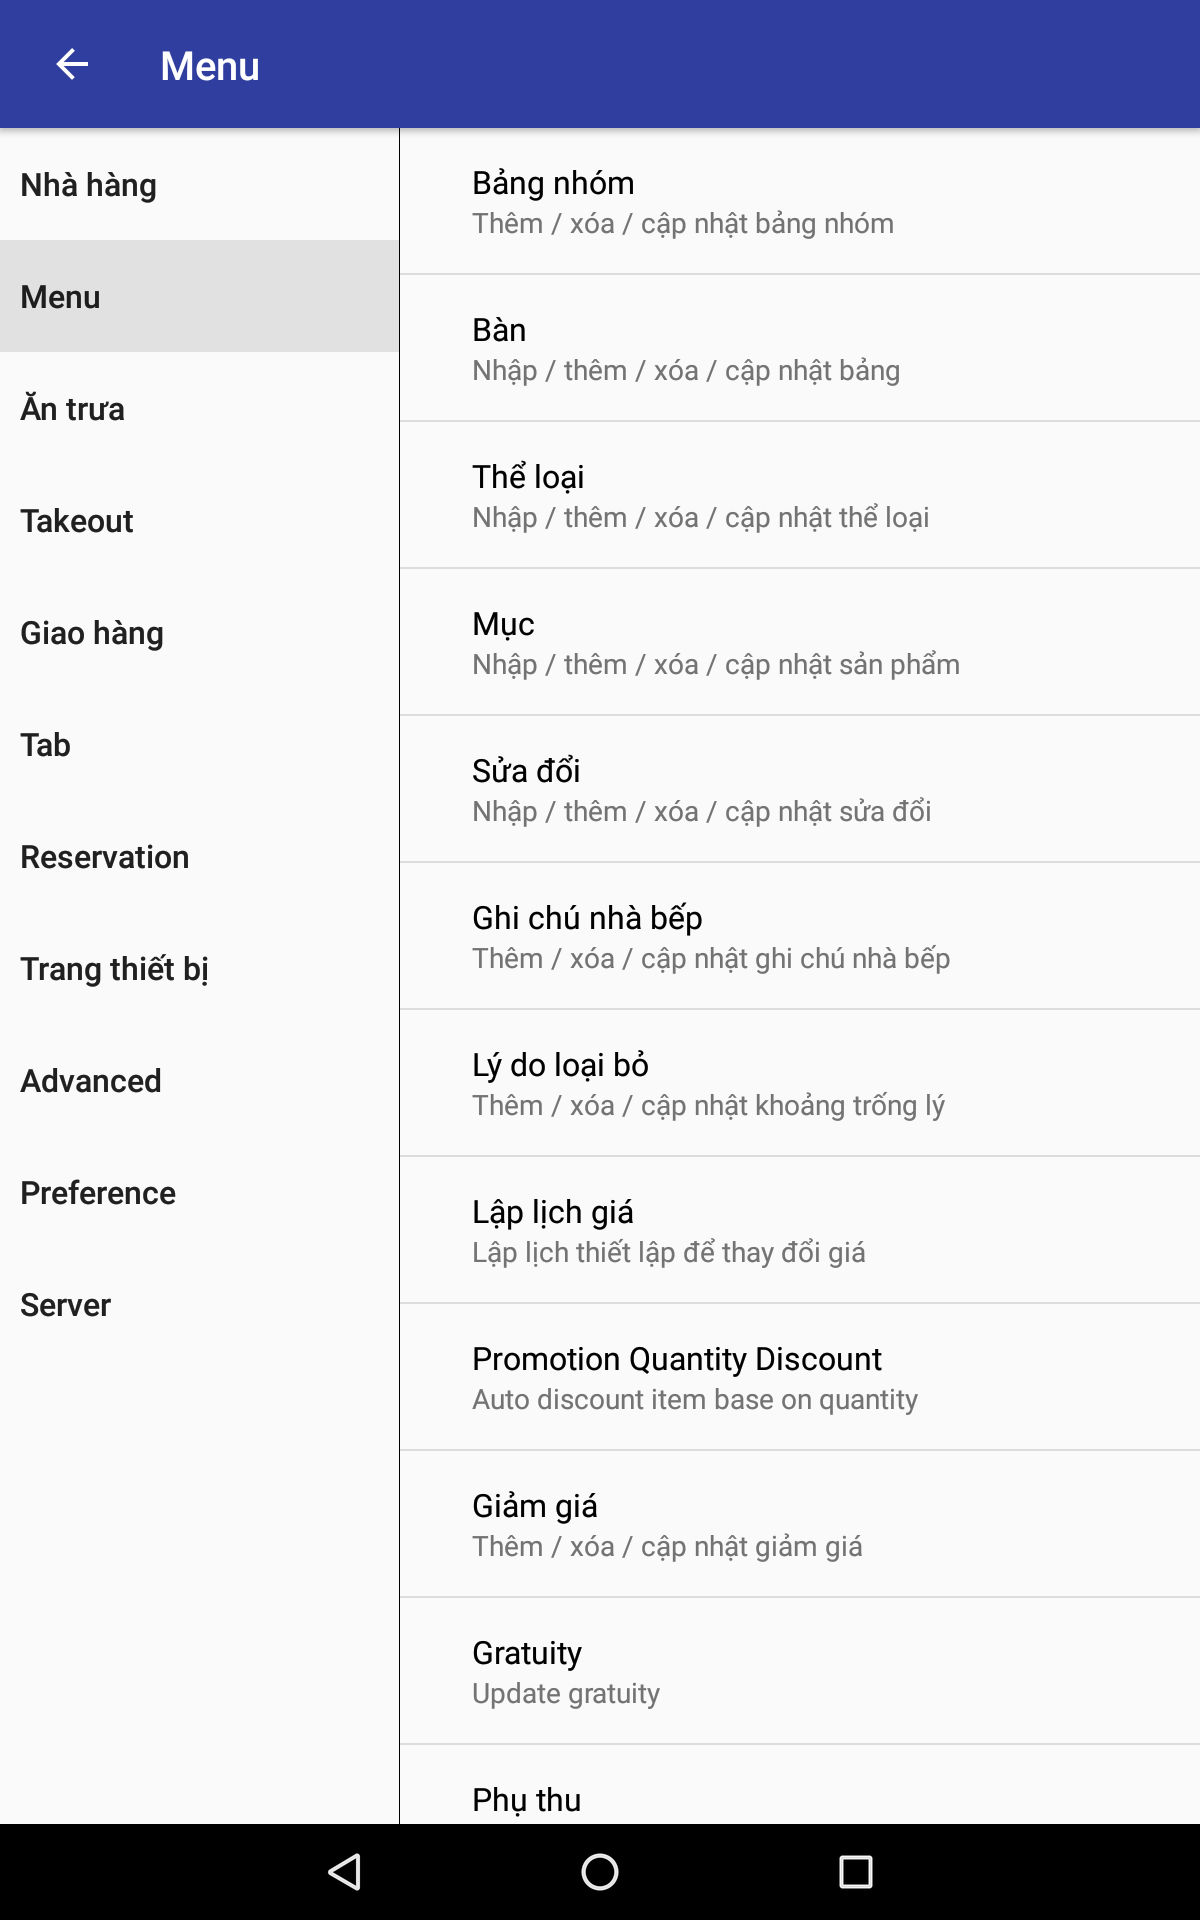 Menu
Nhà hàng
Menu
Ăn trưa
Takeout
Giao hàng
Tab
Reservation
Trang thiết bị
Advanced
Preference
Server
Bảng nhóm
Thêm / xóa / cập nhật bảng nhóm
Bàn
Nhập / thêm / xóa / cập nhật bảng
Thể loại
Nhập / thêm / xóa / cập nhật thể loại
Mục
Nhập / thêm / xóa / cập nhật sản phẩm
Sửa đổi
Nhập / thêm / xóa / cập nhật sửa đổi
Ghi chú nhà bếp
Thêm / xóa / cập nhật ghi chú nhà bếp
Lý do loại bỏ
Thêm / xóa / cập nhật khoảng trống lý
Lập lịch giá
Lập lịch thiết lập để thay đổi giá
Promotion Quantity Discount
Auto discount item base on quantity
Giảm giá
Thêm / xóa / cập nhật giảm giá
Gratuity
Update gratuity
Phụ thu